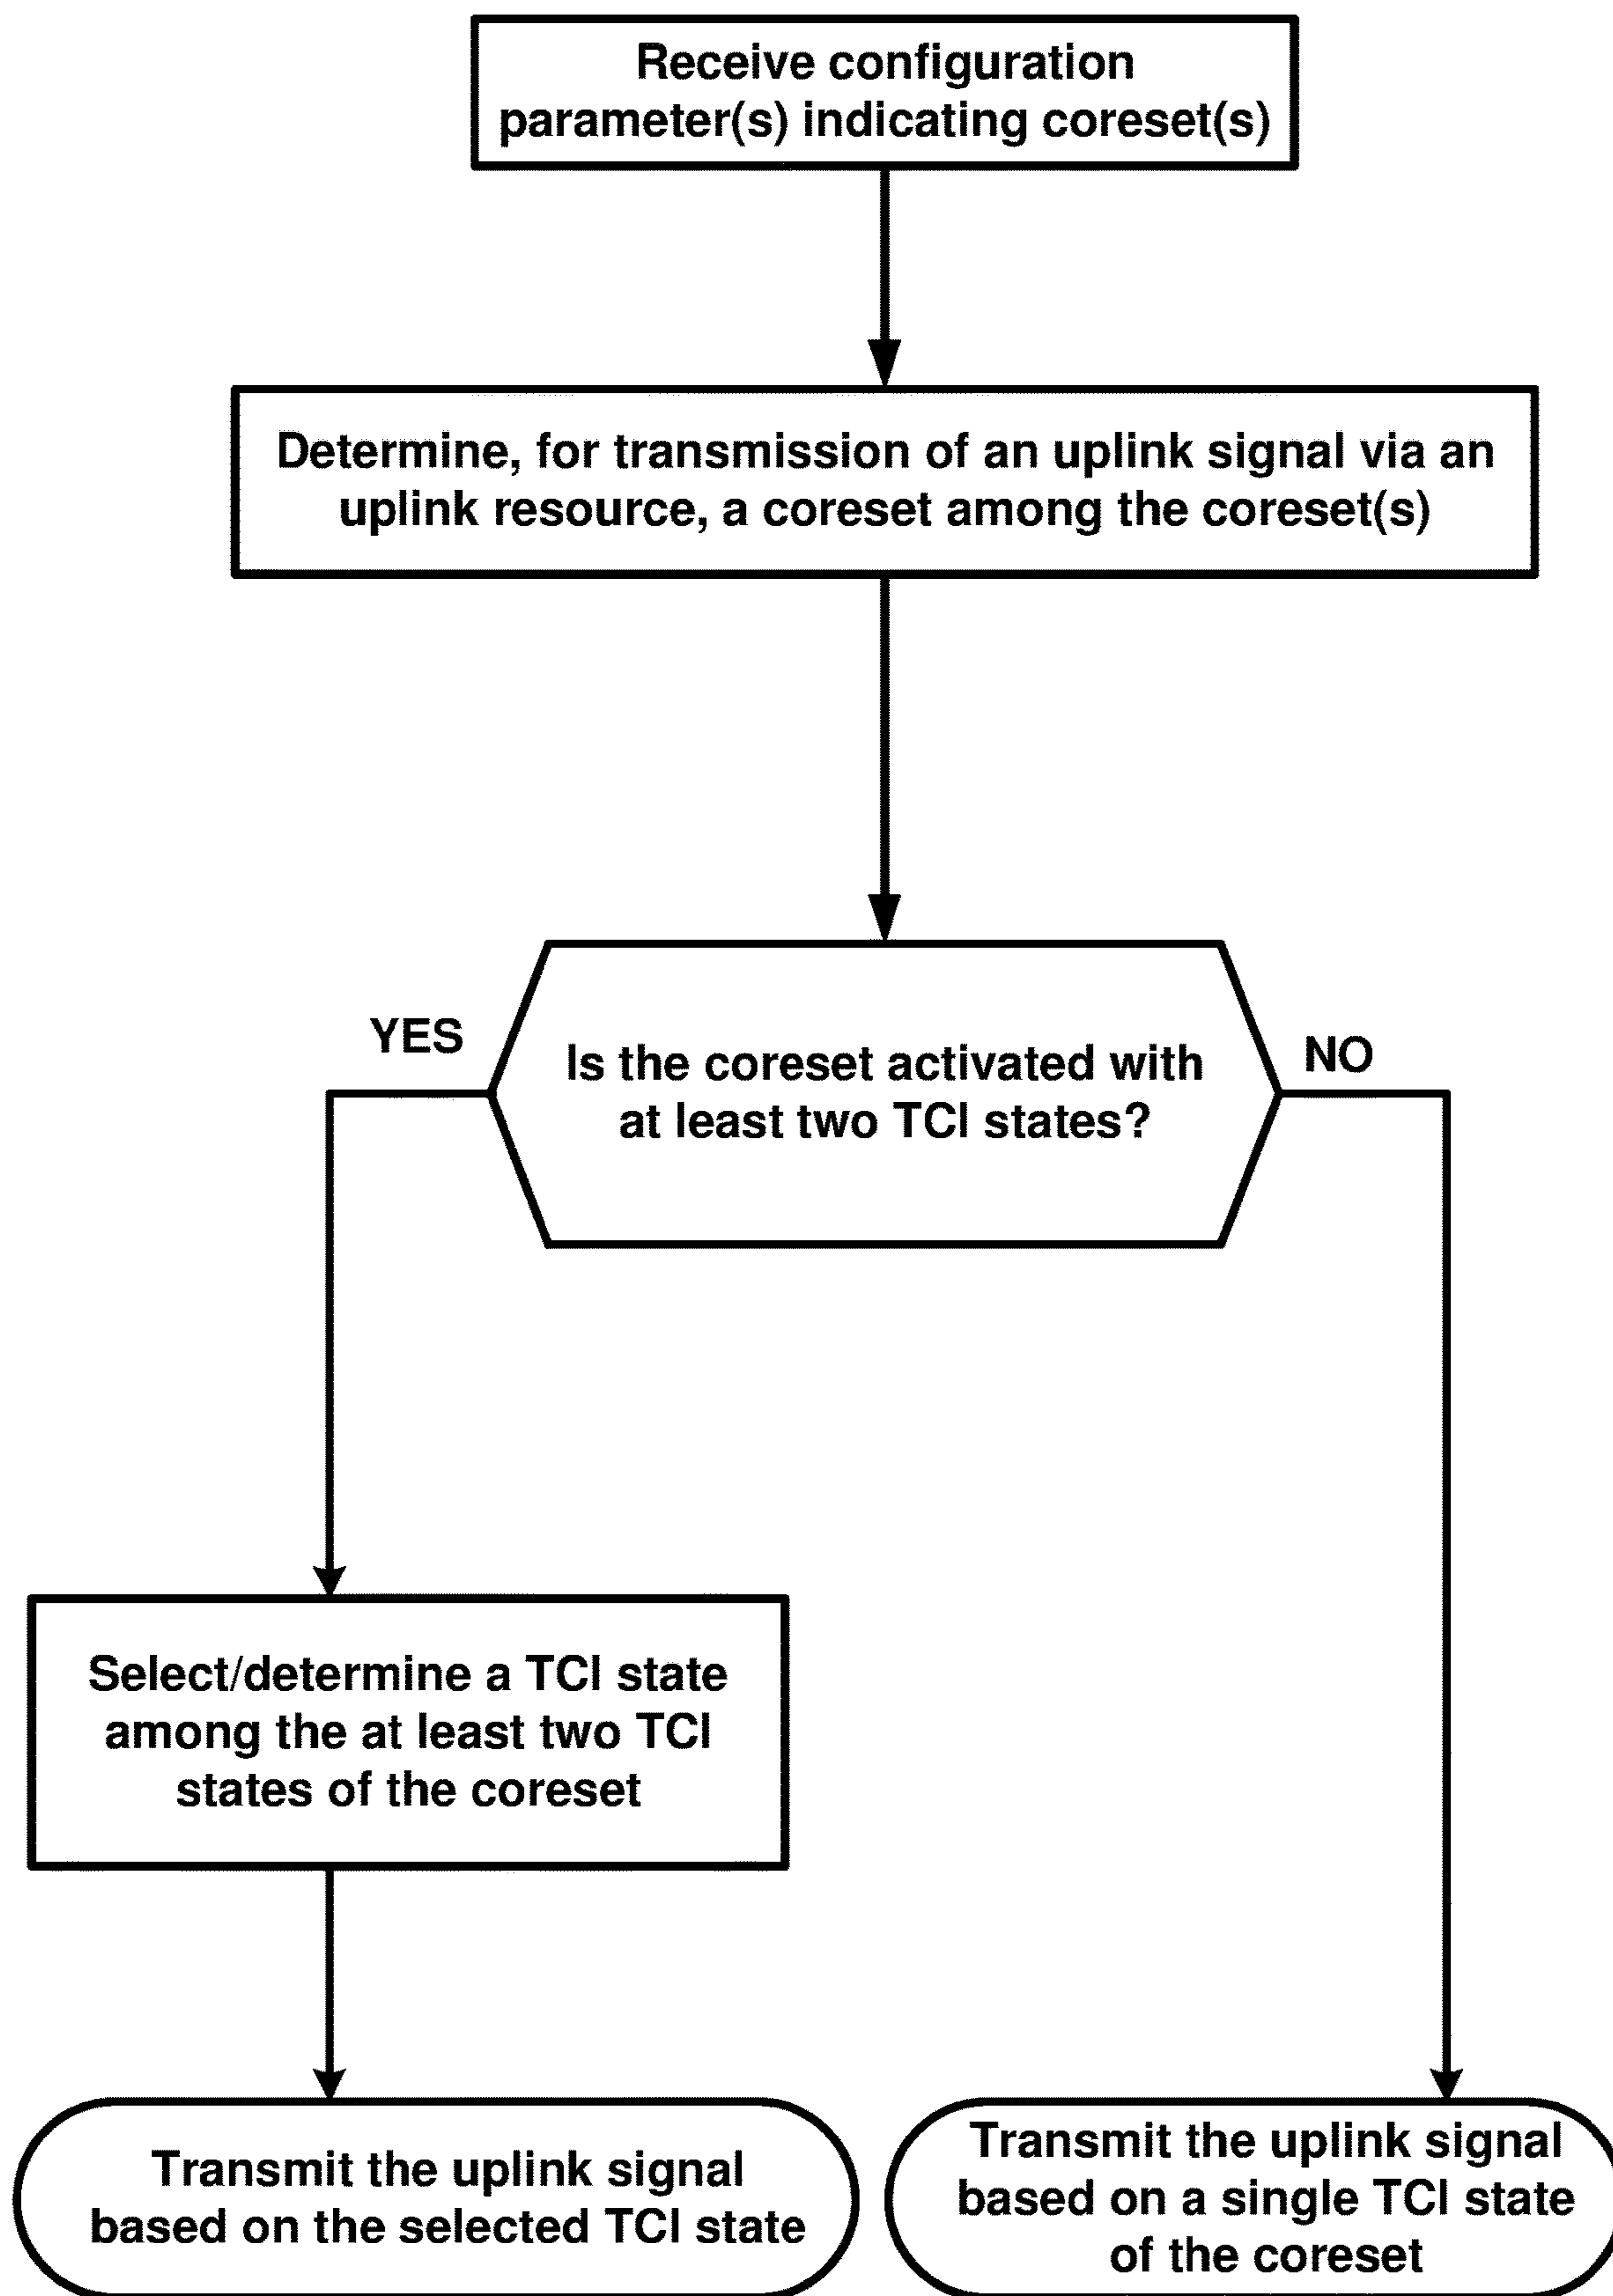 Receive configuration
parameter(s) indicating coreset(s)
Determine, for transmission of an uplink signal via an
uplink resource, a coreset among the coreset(s)
YES
Is the coreset activated with
at least two TCI states?
NO
Select/determine a TCI state
among the at least two TCI
states of the coreset
Transmit the uplink signal
based on the selected TCI state
Transmit the uplink signal
based on a single TCI state
of the coreset